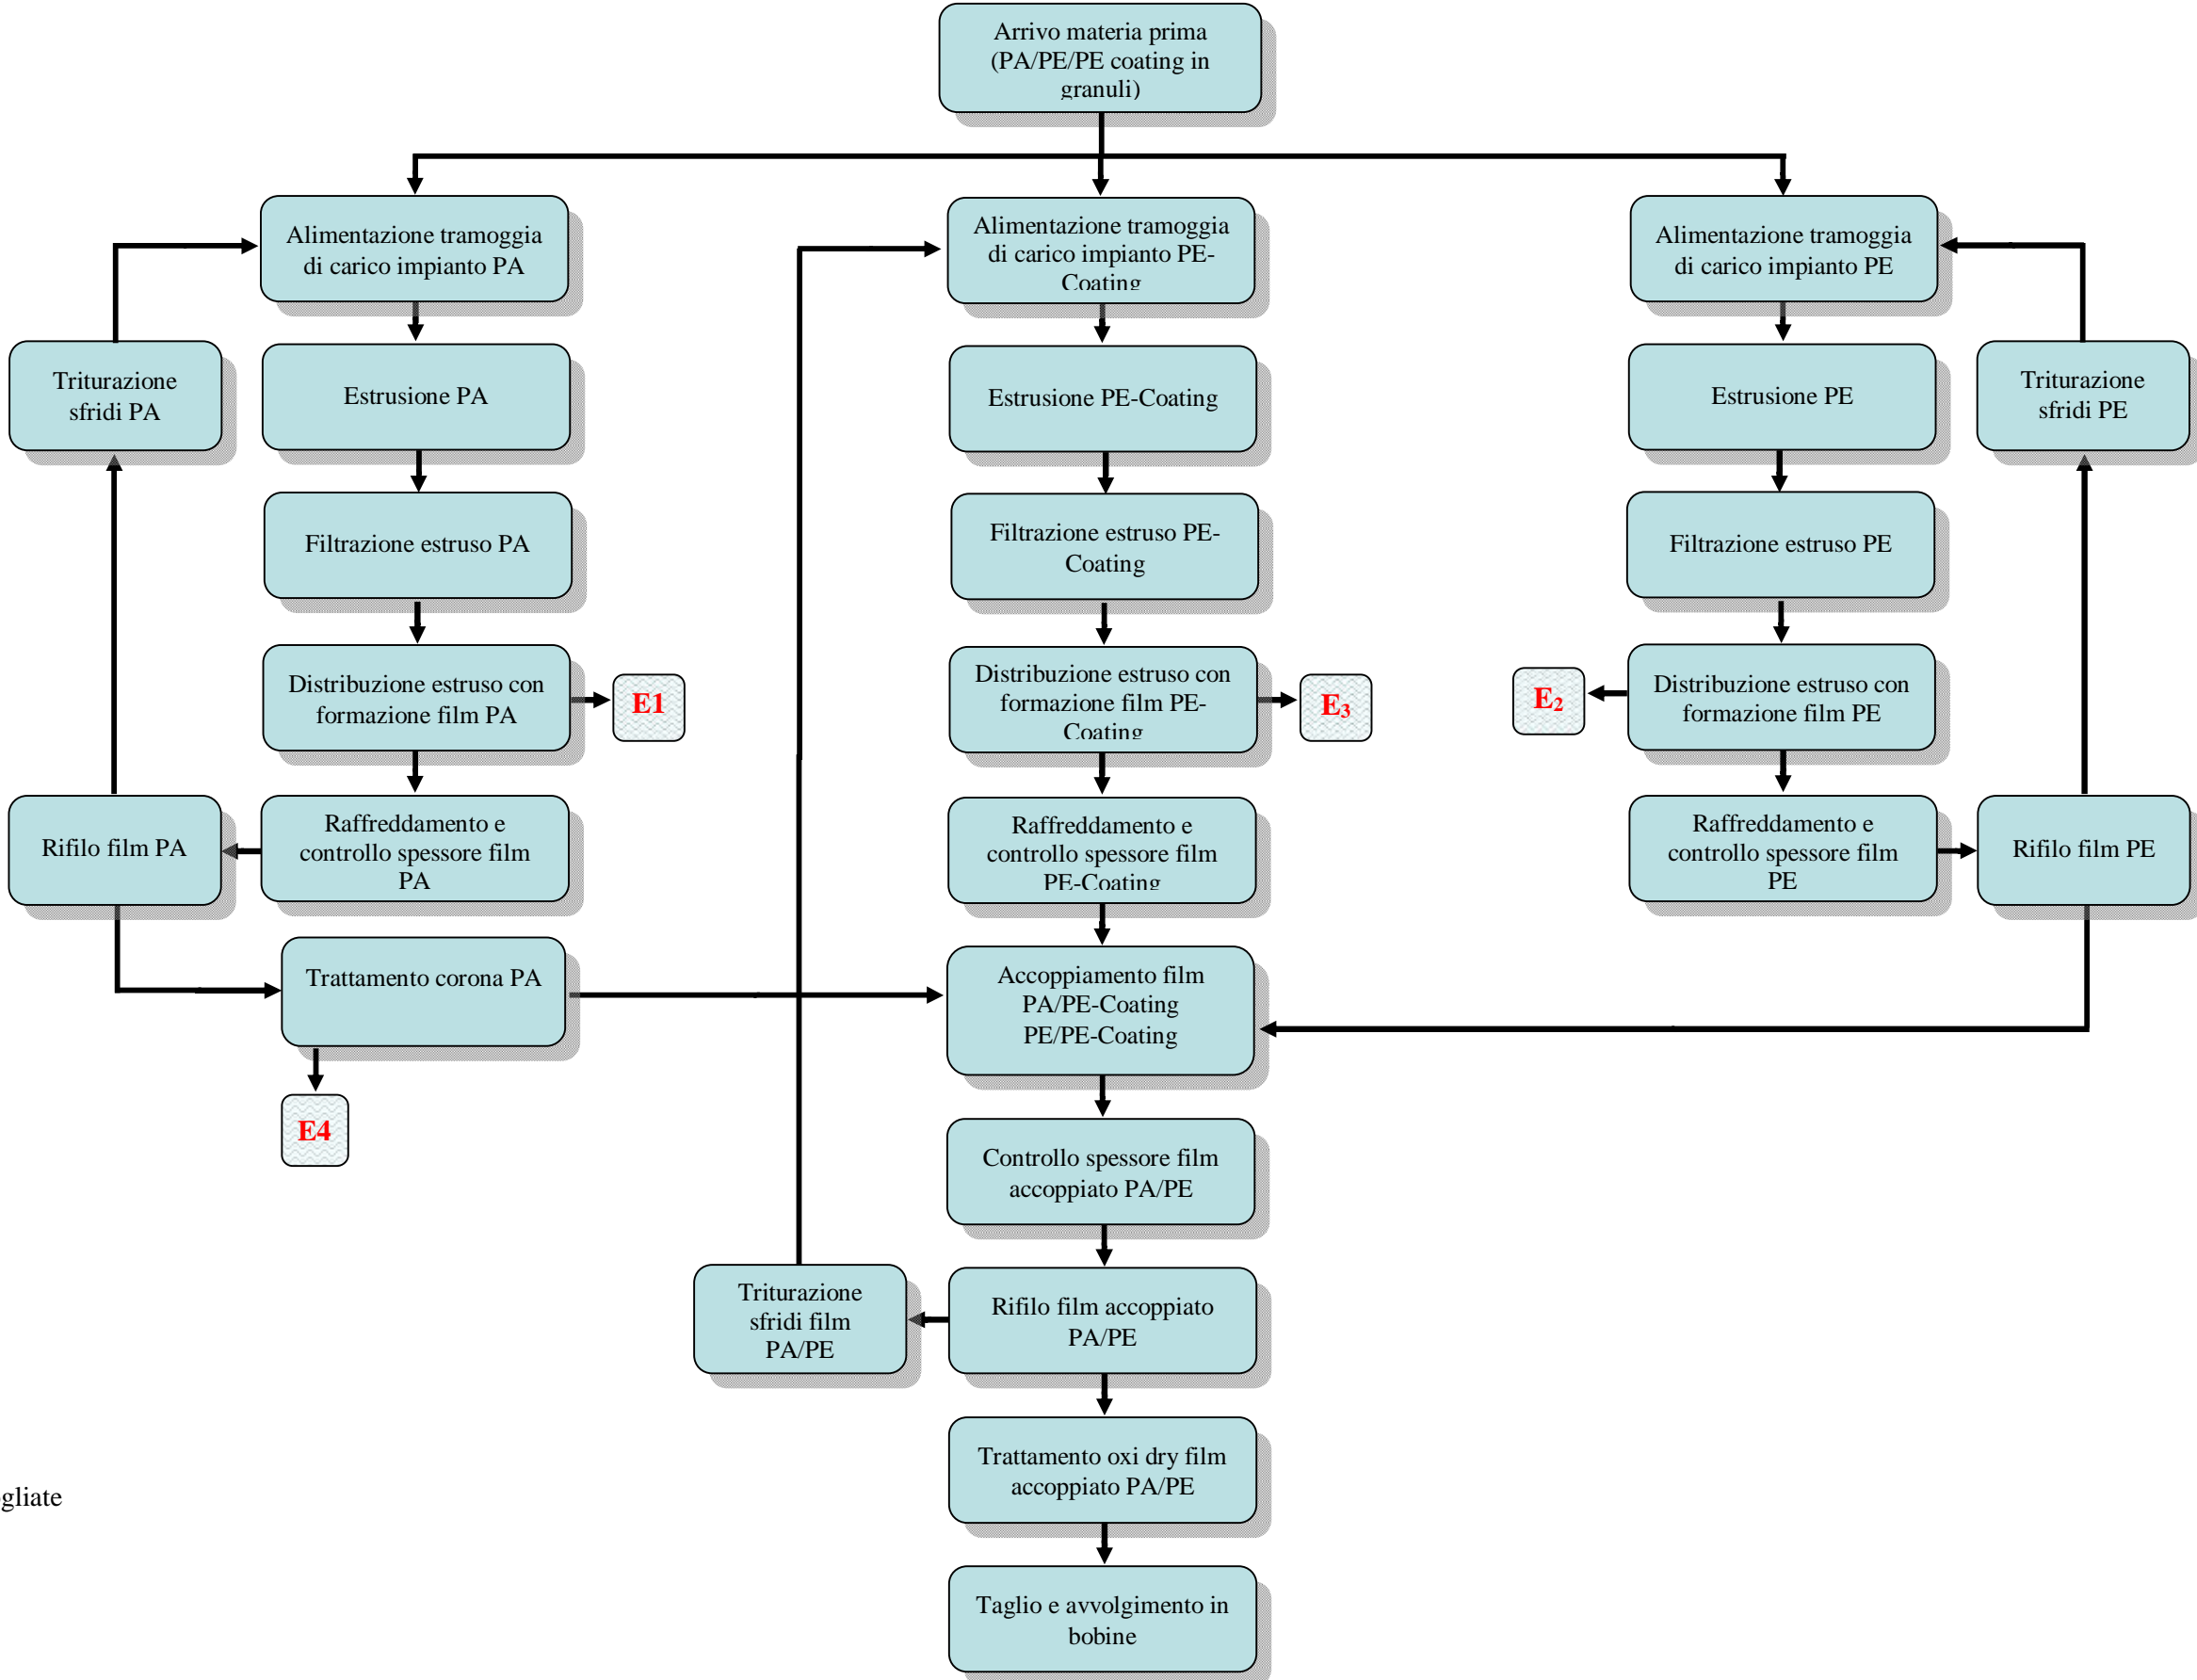 Arrivo materia prima
(PA/PE/PE coating in
granuli)
Alimentazione tramoggia
di carico impianto PA
Alimentazione tramoggia
di carico impianto PE-
Coating
Alimentazione tramoggia
di carico impianto PE
Triturazione
sfridi PA
Estrusione PA
Estrusione PE-Coating
Estrusione PE
Triturazione
sfridi PE
Filtrazione estruso PA
Filtrazione estruso PE-
Coating
Filtrazione estruso PE
Distribuzione estruso con
formazione film PA
E1
Distribuzione estruso con
formazione film PE-
Coating
E3
E2
Distribuzione estruso con
formazione film PE
Rifilo film PA
Raffreddamento e
controllo spessore film
PA
Raffreddamento e
controllo spessore film
PE-Coating
Raffreddamento e
controllo spessore film
PE
Rifilo film PE
Trattamento corona PA
Accoppiamento film
PA/PE-Coating
PE/PE-Coating
E4
Controllo spessore film
accoppiato PA/PE
Triturazione
sfridi film
PA/PE
Rifilo film accoppiato
PA/PE
Trattamento oxi dry film
accoppiato PA/PE
gliate
Taglio e avvolgimento in
bobine